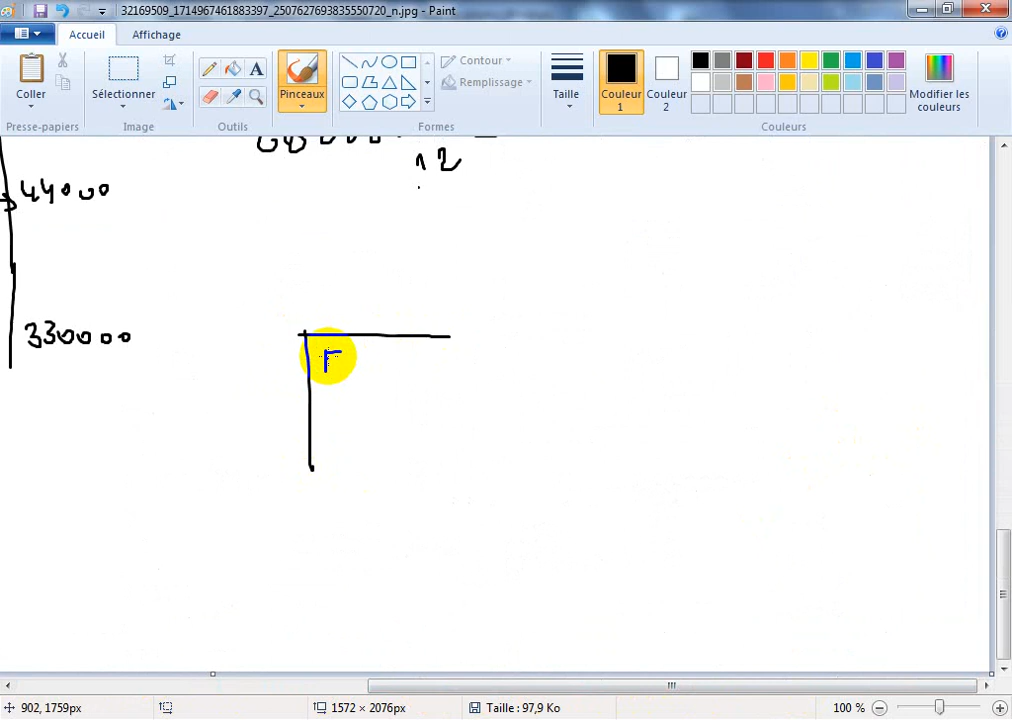 32169509_1714967461883397_2507627693835550720_n.jpg - Paint
Accueil
Affichage
Coller
Sélectionner
Pinceaux
Contour
Remplissage
Taille
Couleur 1
Couleur 2
Modifier les couleurs
Presse-papiers
Image
Outils
Formes
Couleurs
12
44000
330000
902, 1759px
1572 × 2076px
Taille : 97,9 Ko
100 %